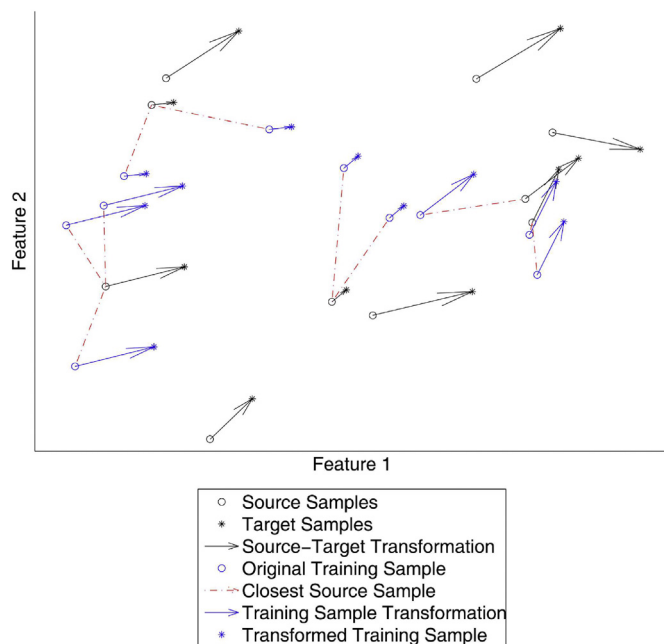 Feature 2
Feature 1
Source Samples
Target Samples
Source−Target Transformation
Original Training Sample
Closest Source Sample
Training Sample Transformation
Transformed Training Sample